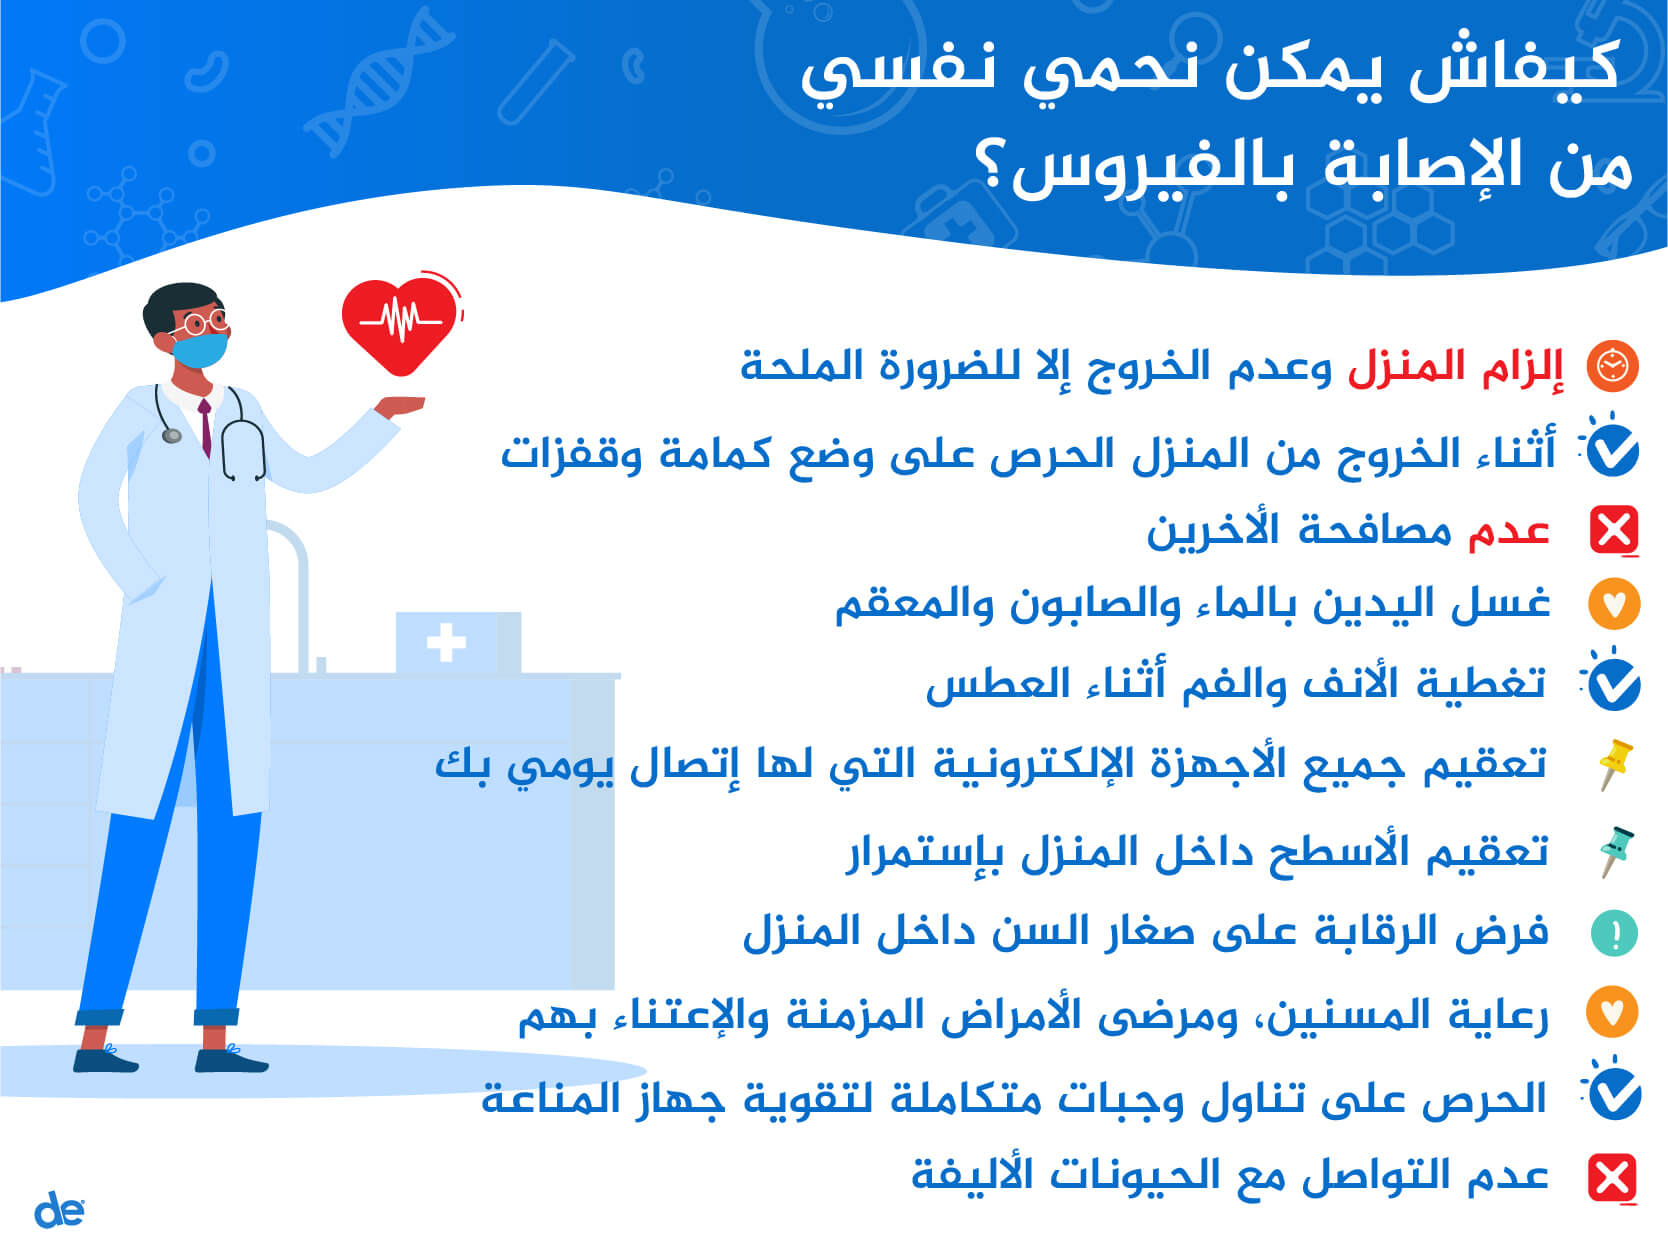 كيفاش يمكن نحمي نفسي
من الإصابة بالفيروس؟
إلزام المنزل وعدم الخروج إلا للضرورة الملحة
أثناء الخروج من المنزل الحرص على وضع كمامة وقفزات
عدم مصافحة الأخرين
غسل اليدين بالماء والصابون والمعقم
تغطية الأنف والفم أثناء العطس
تعقيم جميع الأجهزة الإلكترونية التي لها إتصال يومي بك
تعقيم الأسطح داخل المنزل بإستمرار
فرض الرقابة على صغار السن داخل المنزل
رعاية المسنين، ومرضى الأمراض المزمنة والإعتناء بهم
الحرص على تناول وجبات متكاملة لتقوية جهاز المناعة
عدم التواصل مع الحيونات الأليفة
de